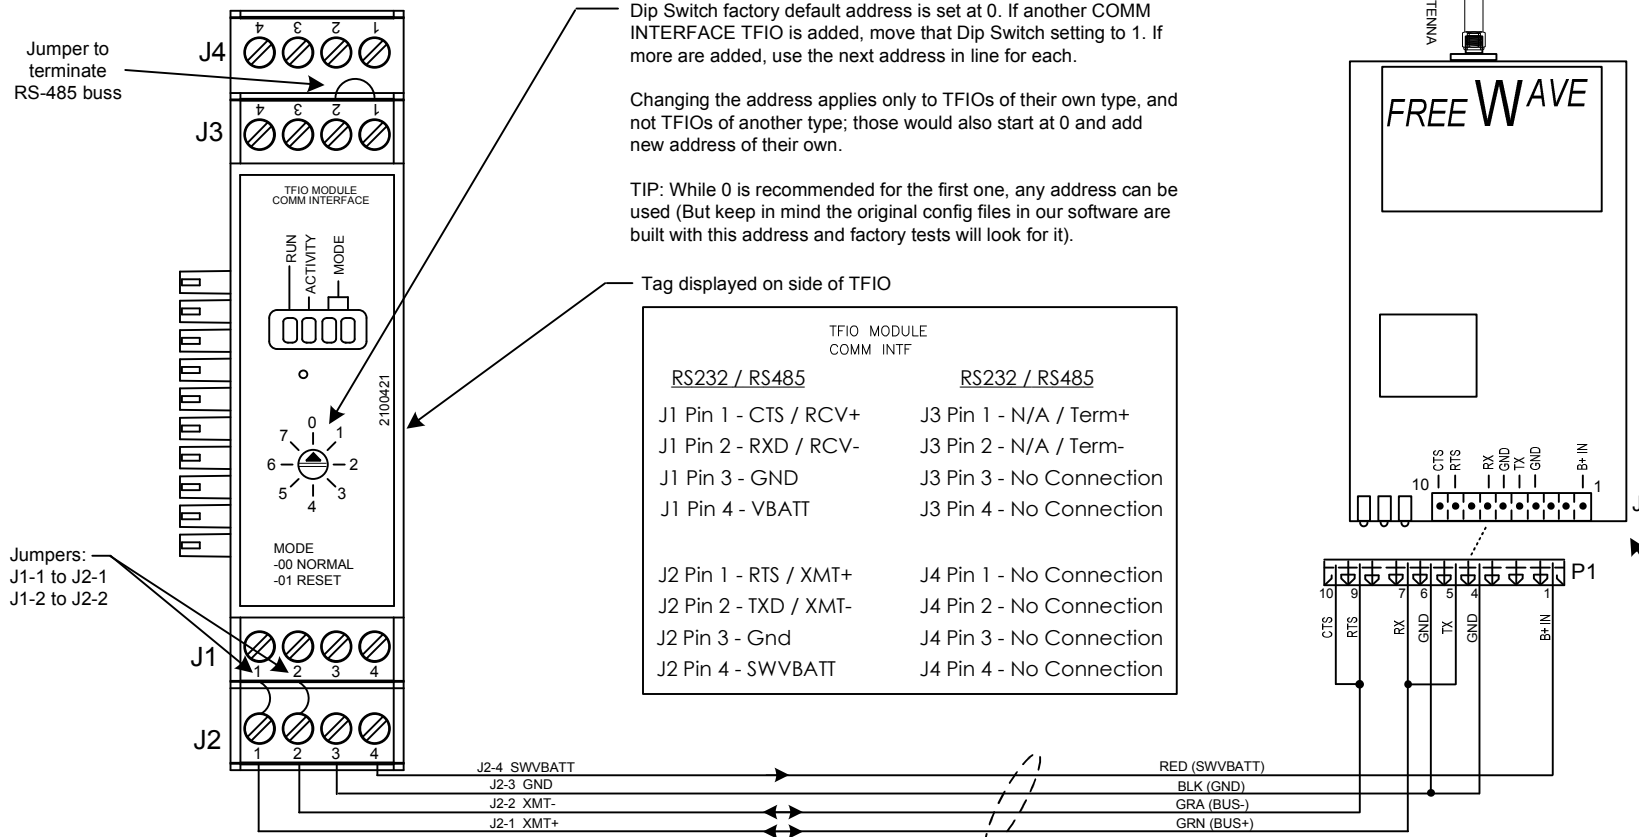 Jumper to
terminate
RS-485 buss
J4
4 3 2 1
J3
4 3 2 1
TFIO MODULE
COMM INTERFACE
RUN
ACTIVITY
MODE
2100421
0
1
2
3
4
5
6
7
MODE
-00 NORMAL
-01 RESET
Jumpers:
J1-1 to J2-1
J1-2 to J2-2
J1
1 2 3 4
J2
1 2 3 4
Dip Switch factory default address is set at 0. If another COMM
INTERFACE TFIO is added, move that Dip Switch setting to 1. If
more are added, use the next address in line for each.
Changing the address applies only to TFIOs of their own type, and
not TFIOs of another type; those would also start at 0 and add
new address of their own.
TIP: While 0 is recommended for the first one, any address can be
used (But keep in mind the original config files in our software are
built with this address and factory tests will look for it).
Tag displayed on side of TFIO
TFIO MODULE
COMM INTF
RS232 / RS485 RS232 / RS485
J1 Pin 1 - CTS / RCV+ J3 Pin 1 - N/A / Term+
J1 Pin 2 - RXD / RCV- J3 Pin 2 - N/A / Term-
J1 Pin 3 - GND J3 Pin 3 - No Connection
J1 Pin 4 - VBATT J3 Pin 4 - No Connection
J2 Pin 1 - RTS / XMT+ J4 Pin 1 - No Connection
J2 Pin 2 - TXD / XMT- J4 Pin 2 - No Connection
J2 Pin 3 - Gnd J4 Pin 3 - No Connection
J2 Pin 4 - SWVBATT J4 Pin 4 - No Connection
TENNA
FREE WAVE
CTS
RTS
RX
GND
TX
GND
B+ IN
10 1
J
P1
10 9 7 6 5 4 1
CTS
RTS
RX
GND
TX
GND
B+ IN
J2-4 SWVBATT RED (SWVBATT)
J2-3 GND BLK (GND)
J2-2 XMT- GRA (BUS-)
J2-1 XMT+ GRN (BUS+)